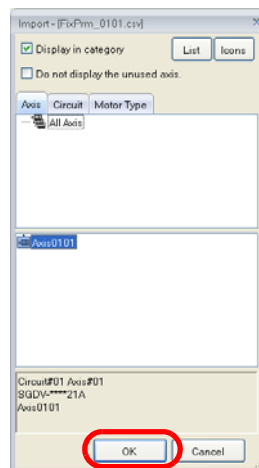 Import - [FixPrm_0101.csv]
Display in category
List
Icons
Do not display the unused axis.
Axis
Circuit
Motor Type
All Axis
Axis0101
Circuit#01 Axis#01
SGDV-****21A
Axis0101
OK
Cancel